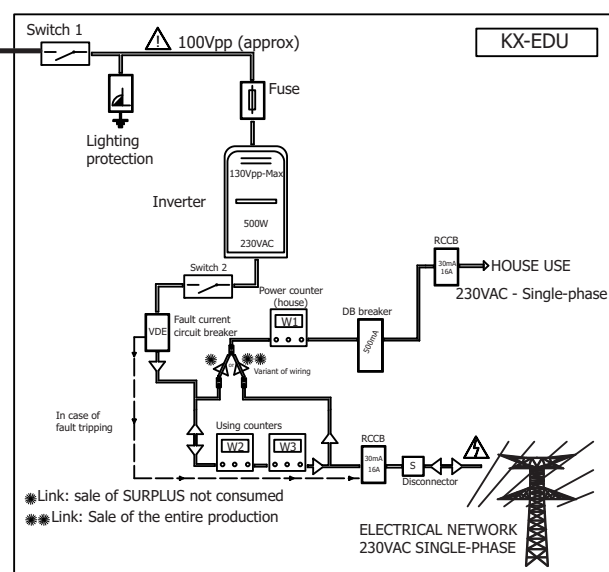 Switch 1
100Vpp (approx)
KX-EDU
Fuse
Lighting
protection
130Vpp-Max
Inverter
500W
230VAC
Switch 2
RCCB
30mA
16A
HOUSE USE
230VAC - Single-phase
Power counter
(house)
W1
DB breaker
500mA
VDE
Fault current
circuit breaker
or
Variant of wiring
In case of
fault tripping
Using counters
W2
W3
RCCB
30mA
16A
S
Disconnector
Link: sale of SURPLUS not consumed
Link: Sale of the entire production
ELECTRICAL NETWORK
230VAC SINGLE-PHASE